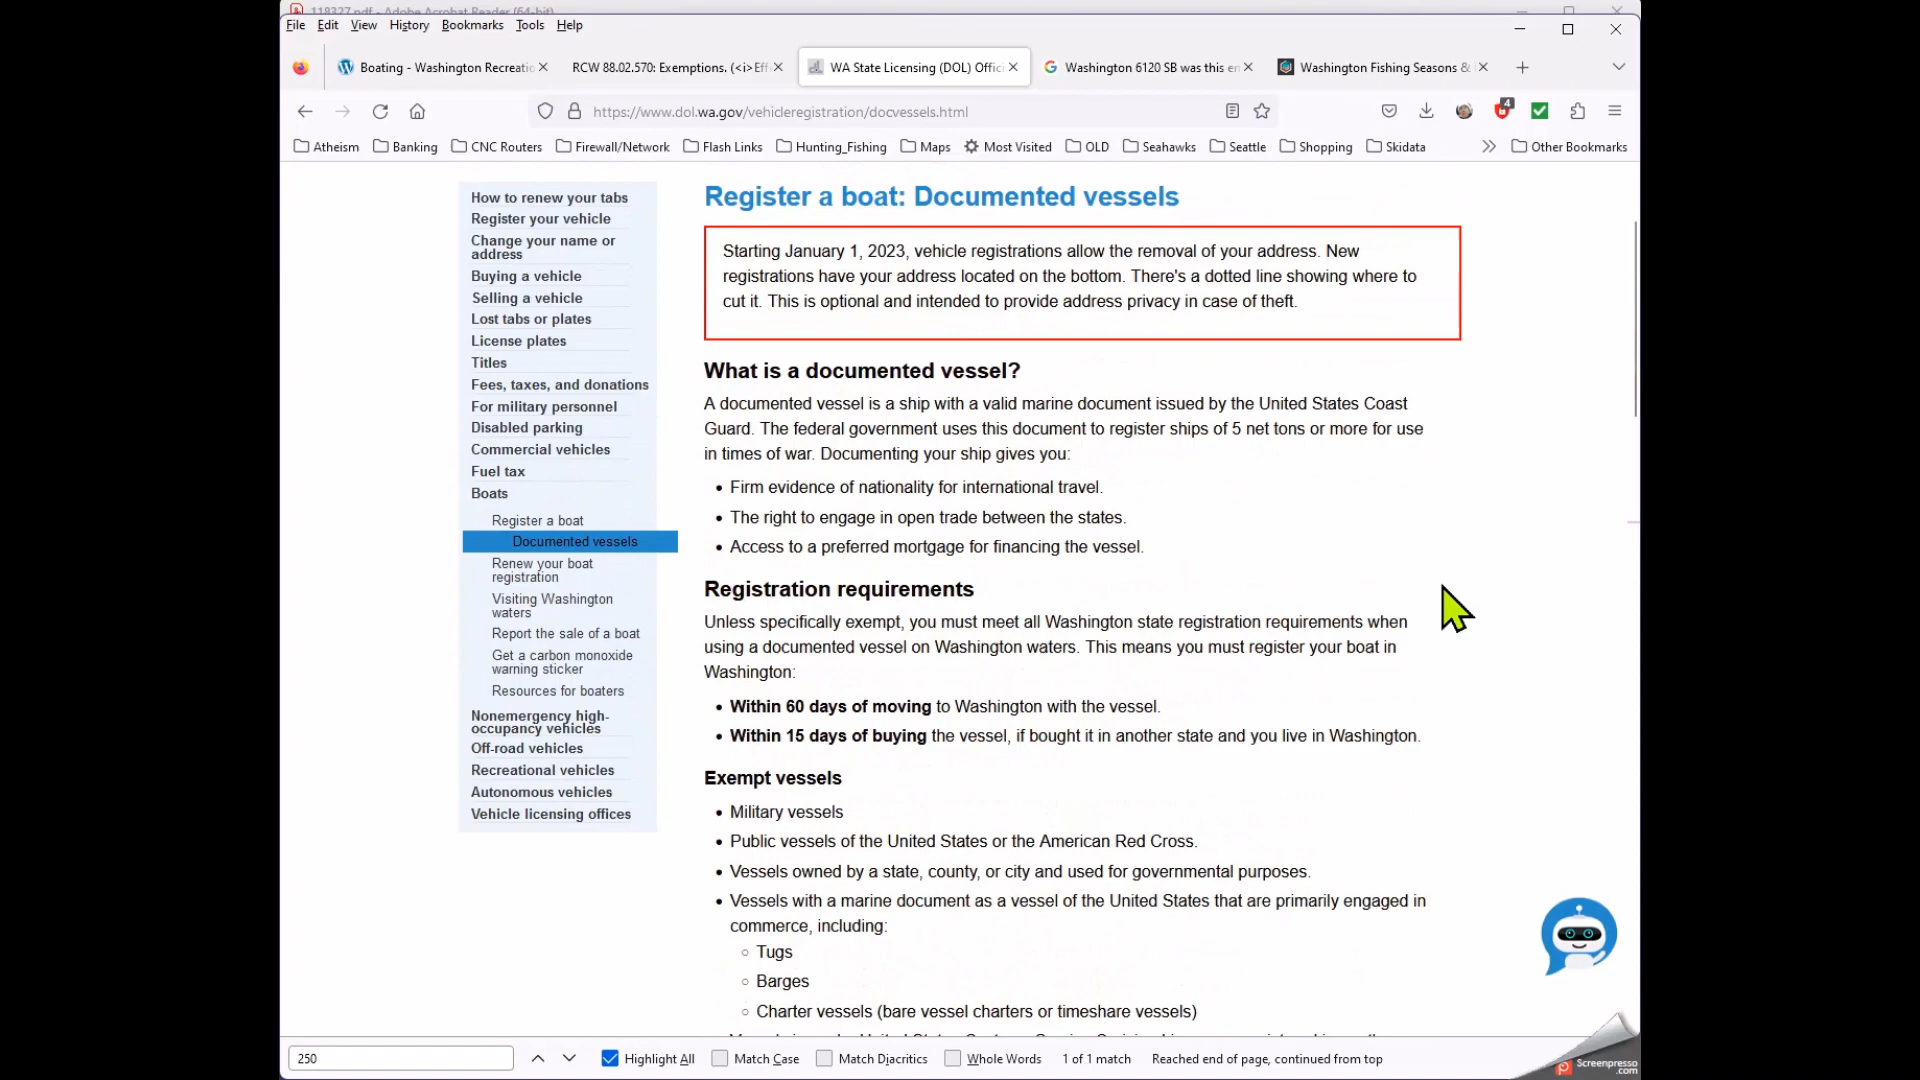 118327.pdf - Adobe Acrobat Reader (64-bit)
File Edit View History Bookmarks Tools Help
Boating - Washington Recreatio
RCW 88.02.570: Exemptions. (<i>Eff
WA State Licensing (DOL) Offici
Washington 6120 SB was this en
Washington Fishing Seasons &
https://www.dol.wa.gov/vehicleregistration/docvessels.html
4
Atheism Banking CNC Routers Firewall/Network Flash Links Hunting_Fishing Maps Most Visited OLD Seahawks Seattle Shopping Skidata Other Bookmarks
How to renew your tabs
Register your vehicle
Change your name or
address
Buying a vehicle
Selling a vehicle
Lost tabs or plates
License plates
Titles
Fees, taxes, and donations
For military personnel
Disabled parking
Commercial vehicles
Fuel tax
Boats
Register a boat
Documented vessels
Renew your boat
registration
Visiting Washington
waters
Report the sale of a boat
Get a carbon monoxide
warning sticker
Resources for boaters
Nonemergency high-
occupancy vehicles
Off-road vehicles
Recreational vehicles
Autonomous vehicles
Vehicle licensing offices
Register a boat: Documented vessels
Starting January 1, 2023, vehicle registrations allow the removal of your address. New
registrations have your address located on the bottom. There's a dotted line showing where to
cut it. This is optional and intended to provide address privacy in case of theft.
What is a documented vessel?
A documented vessel is a ship with a valid marine document issued by the United States Coast
Guard. The federal government uses this document to register ships of 5 net tons or more for use
in times of war. Documenting your ship gives you:
• Firm evidence of nationality for international travel.
• The right to engage in open trade between the states.
• Access to a preferred mortgage for financing the vessel.
Registration requirements
Unless specifically exempt, you must meet all Washington state registration requirements when
using a documented vessel on Washington waters. This means you must register your boat in
Washington:
• Within 60 days of moving to Washington with the vessel.
• Within 15 days of buying the vessel, if bought it in another state and you live in Washington.
Exempt vessels
• Military vessels
• Public vessels of the United States or the American Red Cross.
• Vessels owned by a state, county, or city and used for governmental purposes.
• Vessels with a marine document as a vessel of the United States that are primarily engaged in
commerce, including:
○ Tugs
○ Barges
○ Charter vessels (bare vessel charters or timeshare vessels)
250 Highlight All Match Case Match Diacritics Whole Words 1 of 1 match Reached end of page, continued from top
Screenpresso
.com